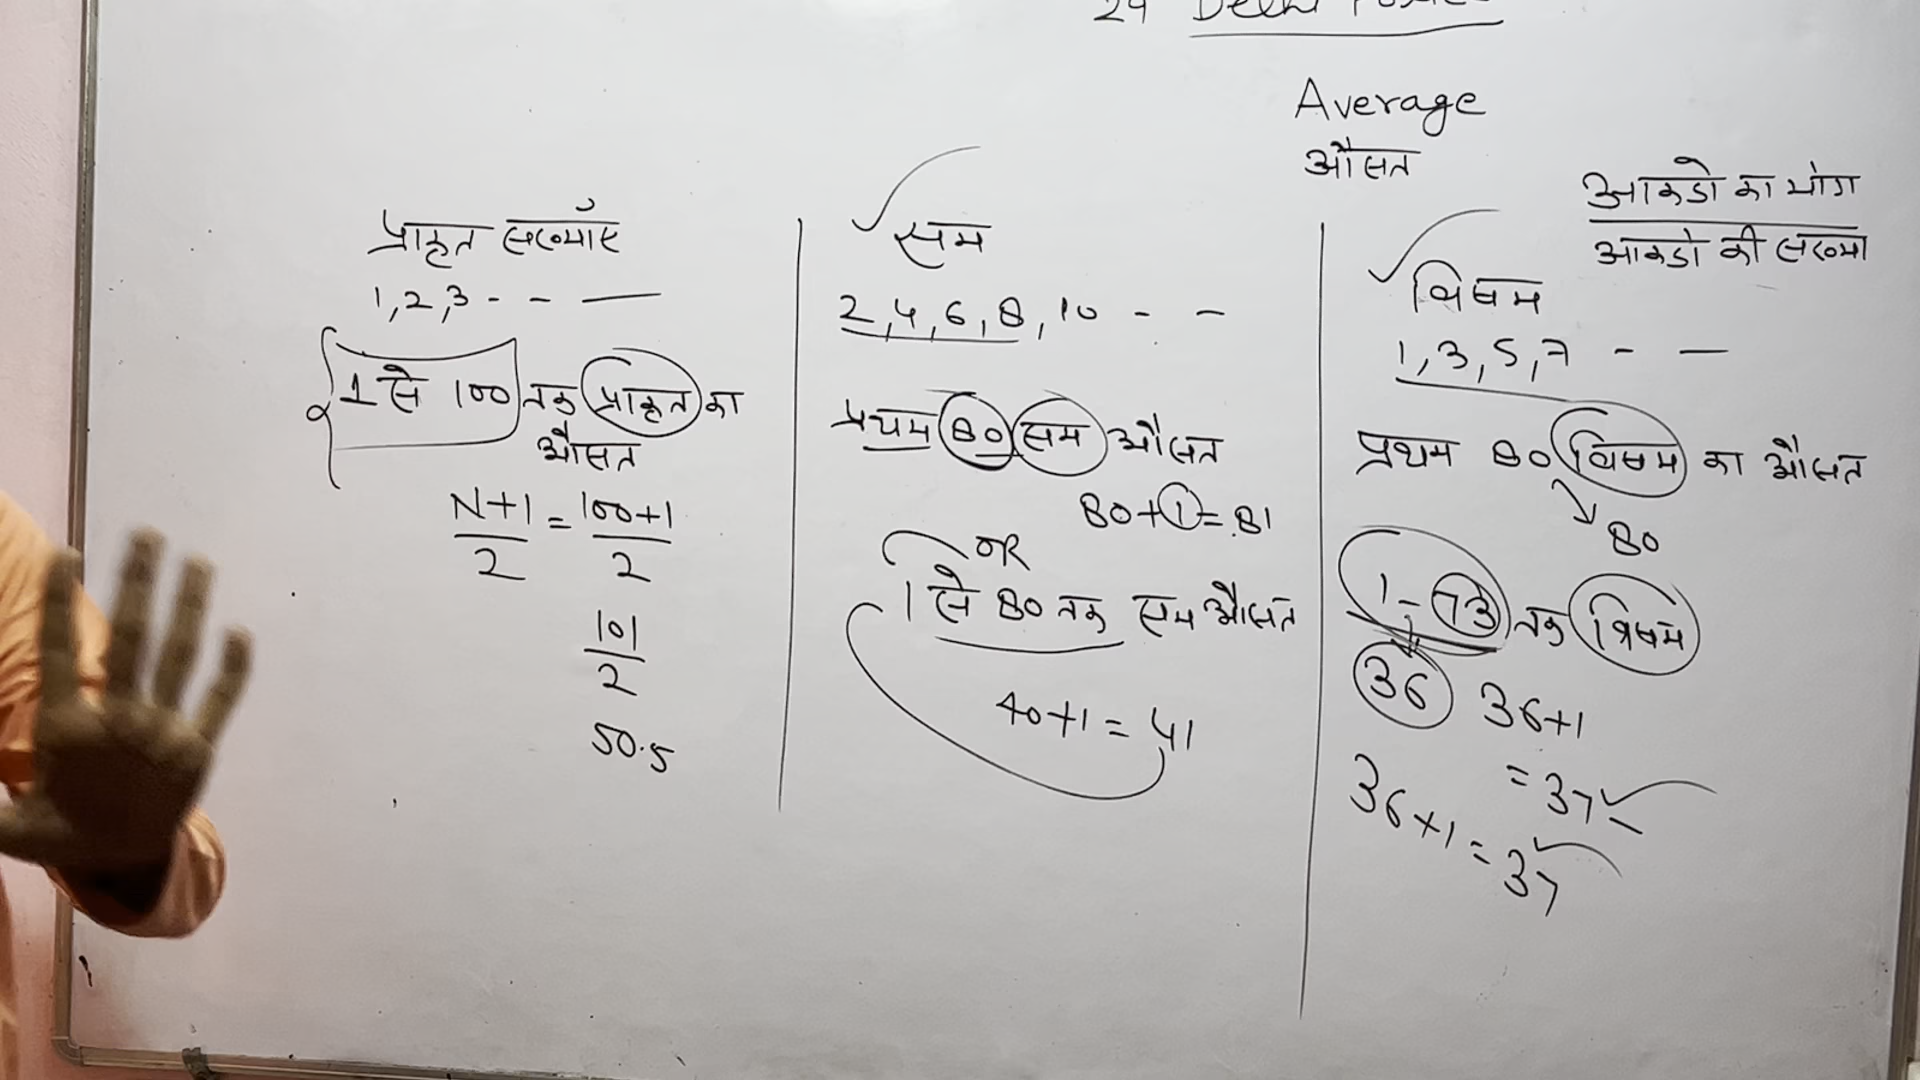 24 Delhi
Average
औसत
आकडो का योग
आकडो की संख्या
प्राकृत संख्याएँ
1,2,3 - - —
1 से 100 तक प्राकृत का
औसत
N+1/2 = 100+1/2
101/2
50.5
सम
2,4,6,8,10 - -
प्रथम 80 सम औसत
80+1=81
OR
1 से 80 तक सम औसत
40+1=41
विषम
1,3,5,7 - —
प्रथम 80 विषम का औसत
80
1-73 तक विषम
36 36+1
=37
36+1=37